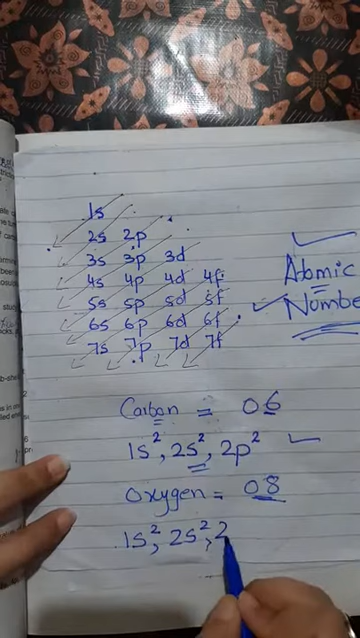 1s
2s 2p
3s 3p 3d
4s 4p 4d 4f
5s 5p 5d 5f
6s 6p 6d 6f
7s 7p 7d 7f
Atomic
Number
Carbon = 06
1s², 2s², 2p²
Oxygen = 08
1s², 2s², 2